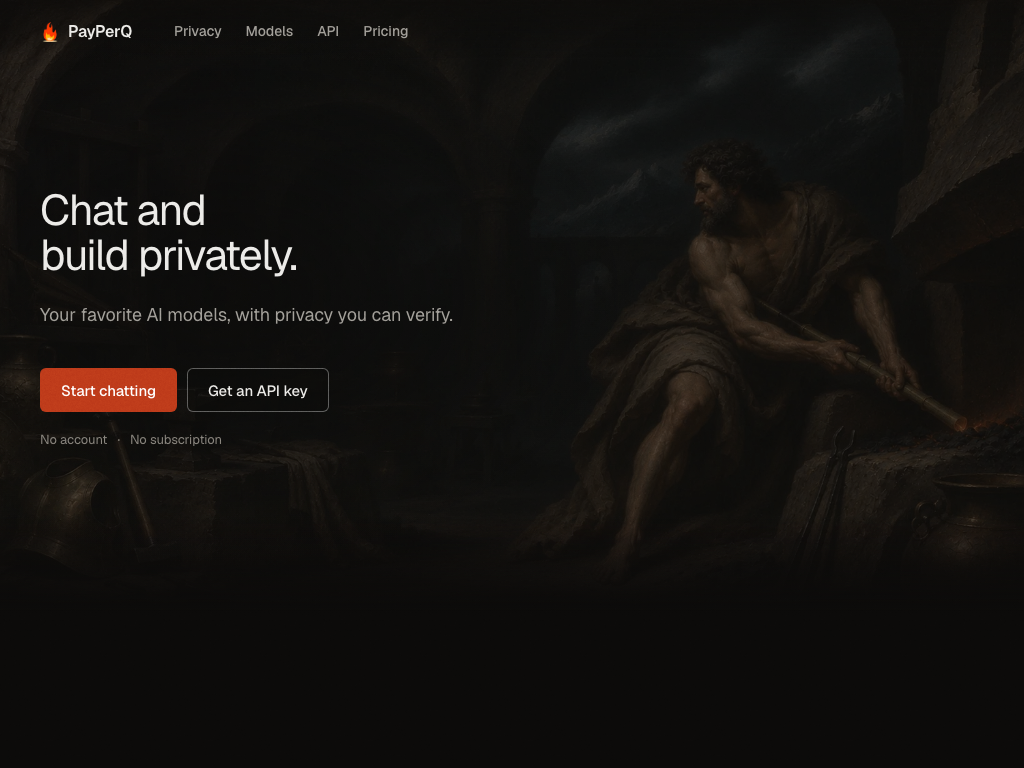 PayPerQ
Privacy Models API Pricing
Chat and
build privately.
Your favorite AI models, with privacy you can verify.
Start chatting Get an API key
No account · No subscription